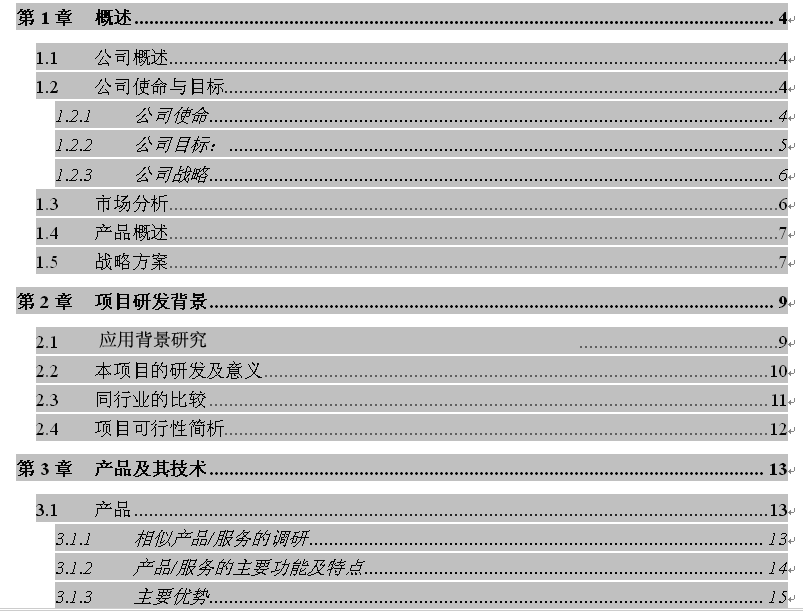 第 1 章 概述 4
1.1 公司概述 4
1.2 公司使命与目标 4
1.2.1 公司使命 4
1.2.2 公司目标： 5
1.2.3 公司战略 6
1.3 市场分析 6
1.4 产品概述 7
1.5 战略方案 7
第 2 章 项目研发背景 9
2.1 应用背景研究 9
2.2 本项目的研发及意义 10
2.3 同行业的比较 11
2.4 项目可行性简析 12
第 3 章 产品及其技术 13
3.1 产品 13
3.1.1 相似产品/服务的调研 13
3.1.2 产品/服务的主要功能及特点 14
3.1.3 主要优势 15